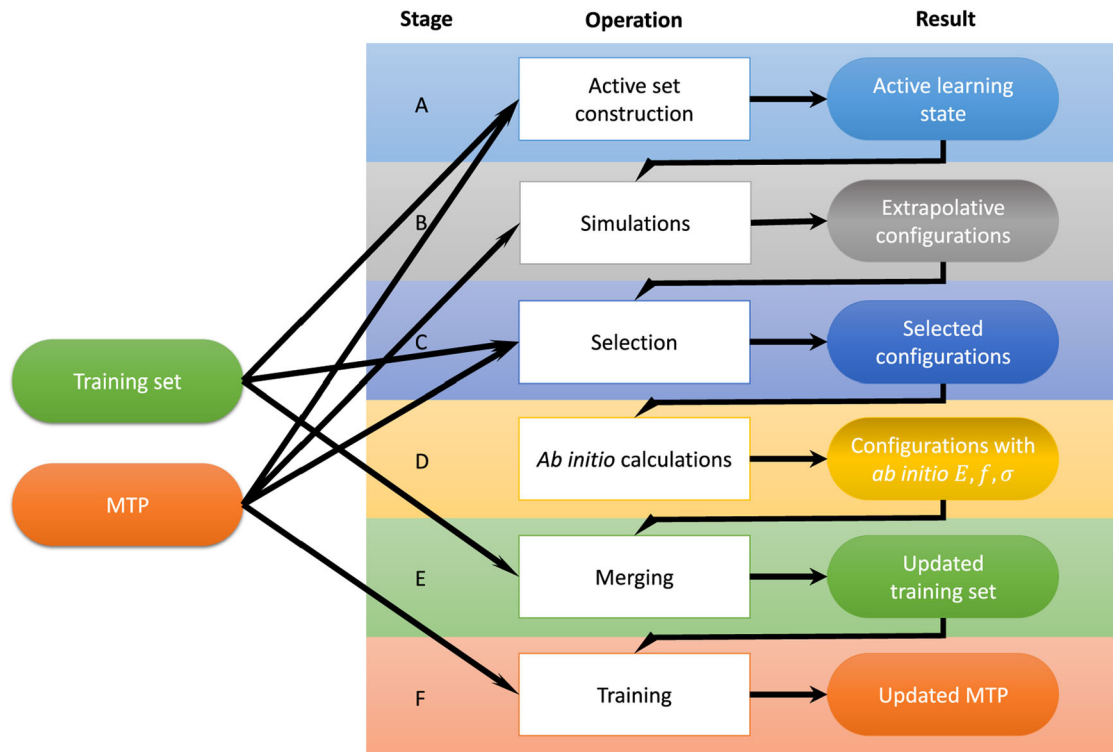 Stage Operation Result
A
Active set
construction
Active learning
state
B
Simulations
Extrapolative
configurations
Training set
C
Selection
Selected
configurations
MTP
D
Ab initio calculations
Configurations with
ab initio E, f, σ
E
Merging
Updated
training set
F
Training
Updated MTP